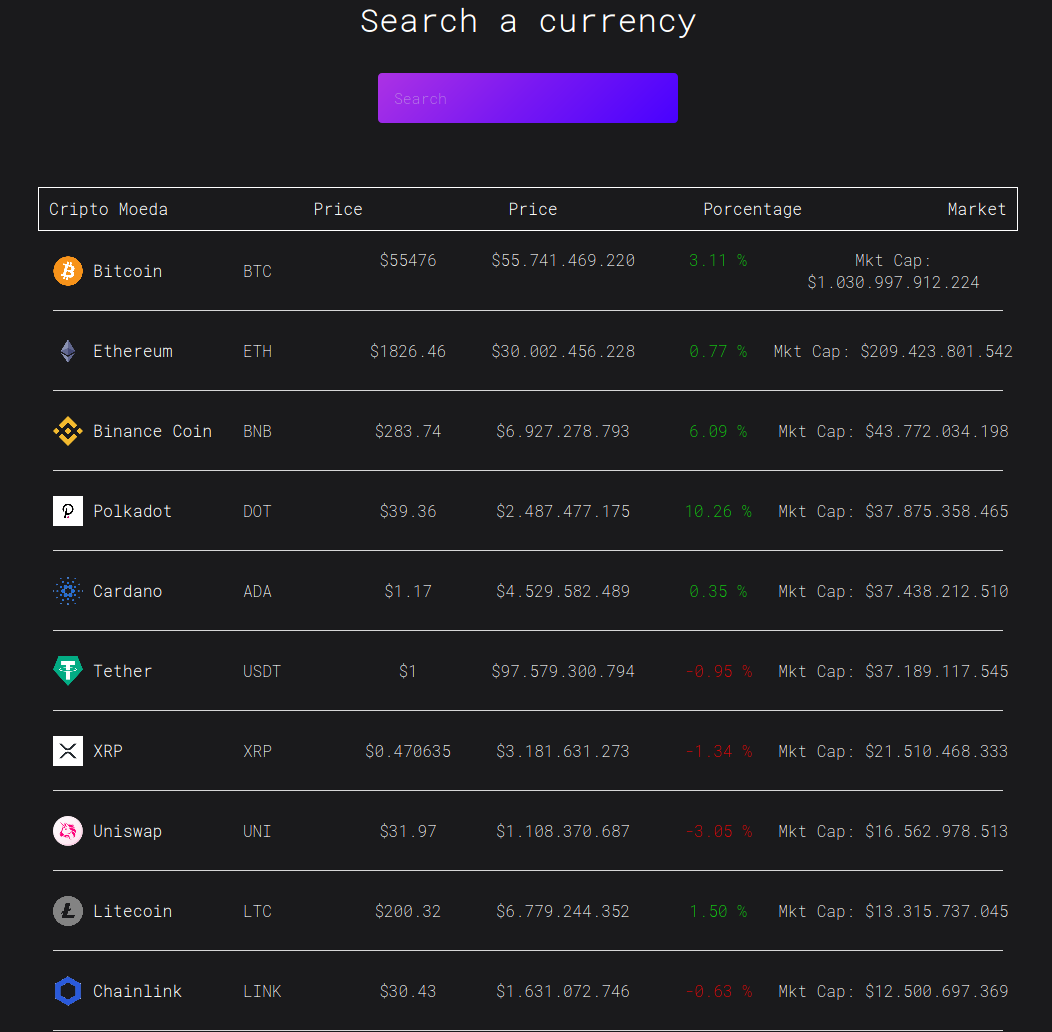 Search a currency
Search
Cripto Moeda Price Price Porcentage Market
Bitcoin BTC $55476 $55.741.469.220 3.11 % Mkt Cap:
$1.030.997.912.224
Ethereum ETH $1826.46 $30.002.456.228 0.77 % Mkt Cap: $209.423.801.542
Binance Coin BNB $283.74 $6.927.278.793 6.09 % Mkt Cap: $43.772.034.198
Polkadot DOT $39.36 $2.487.477.175 10.26 % Mkt Cap: $37.875.358.465
Cardano ADA $1.17 $4.529.582.489 0.35 % Mkt Cap: $37.438.212.510
Tether USDT $1 $97.579.300.794 -0.95 % Mkt Cap: $37.189.117.545
XRP XRP $0.470635 $3.181.631.273 -1.34 % Mkt Cap: $21.510.468.333
Uniswap UNI $31.97 $1.108.370.687 -3.05 % Mkt Cap: $16.562.978.513
Litecoin LTC $200.32 $6.779.244.352 1.50 % Mkt Cap: $13.315.737.045
Chainlink LINK $30.43 $1.631.072.746 -0.63 % Mkt Cap: $12.500.697.369